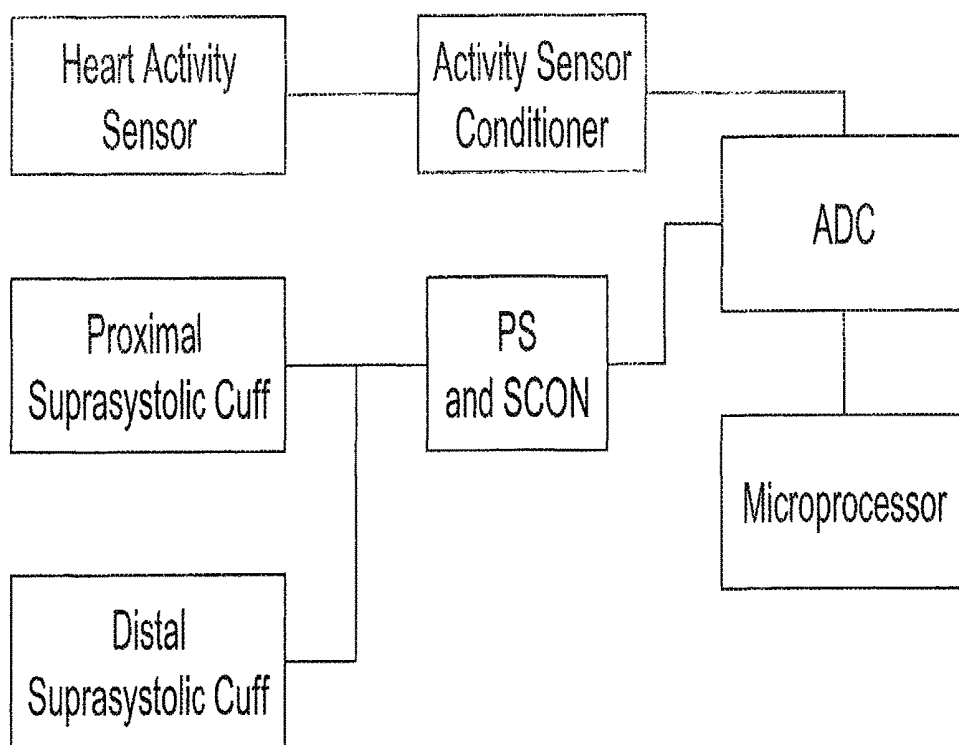 Heart Activity
Sensor
Activity Sensor
Conditioner
ADC
Proximal
Suprasystolic Cuff
PS
and SCON
Microprocessor
Distal
Suprasystolic Cuff